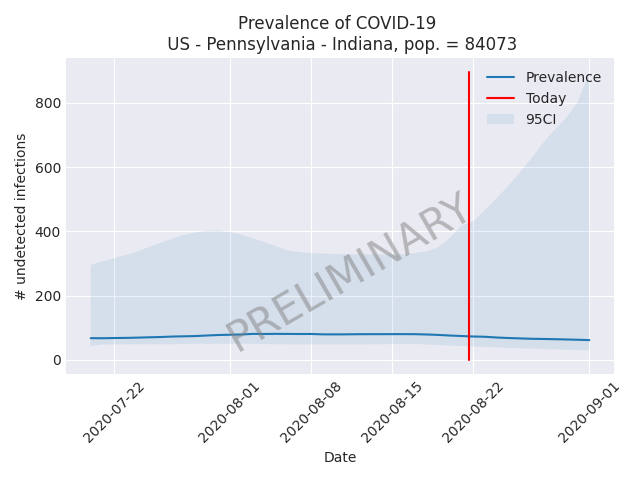 Prevalence of COVID-19
US - Pennsylvania - Indiana, pop. = 84073
Prevalence
Today
95CI
# undetected infections
800
600
400
200
0
PRELIMINARY
2020-07-22
2020-08-01
2020-08-08
2020-08-15
2020-08-22
2020-09-01
Date